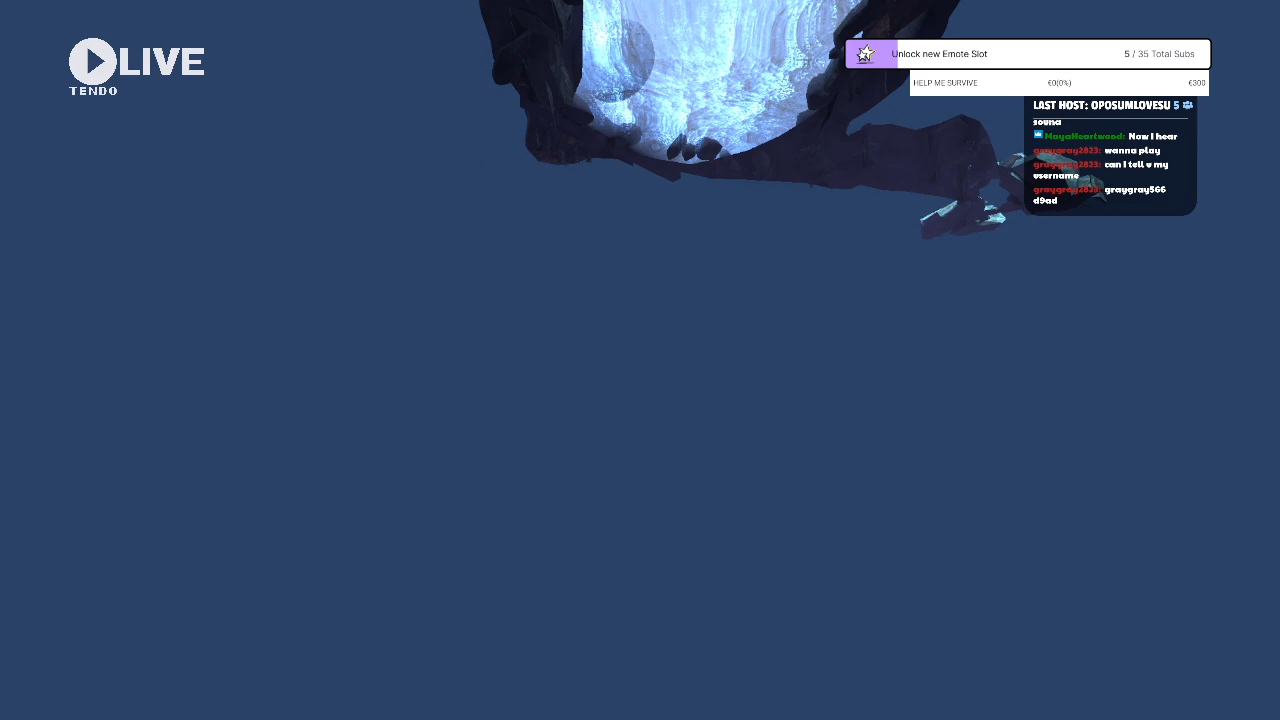 LIVE
TENDO
Unlock new Emote Slot 5 / 35 Total Subs
HELP ME SURVIVE €0(0%) €300
LAST HOST: OPOSUMLOVESU 5
sound
MayaHeartwood: Now I hear
graygray2823: wanna play
graygray2823: can I tell u my
username
graygray2823: graygray566
d9ad